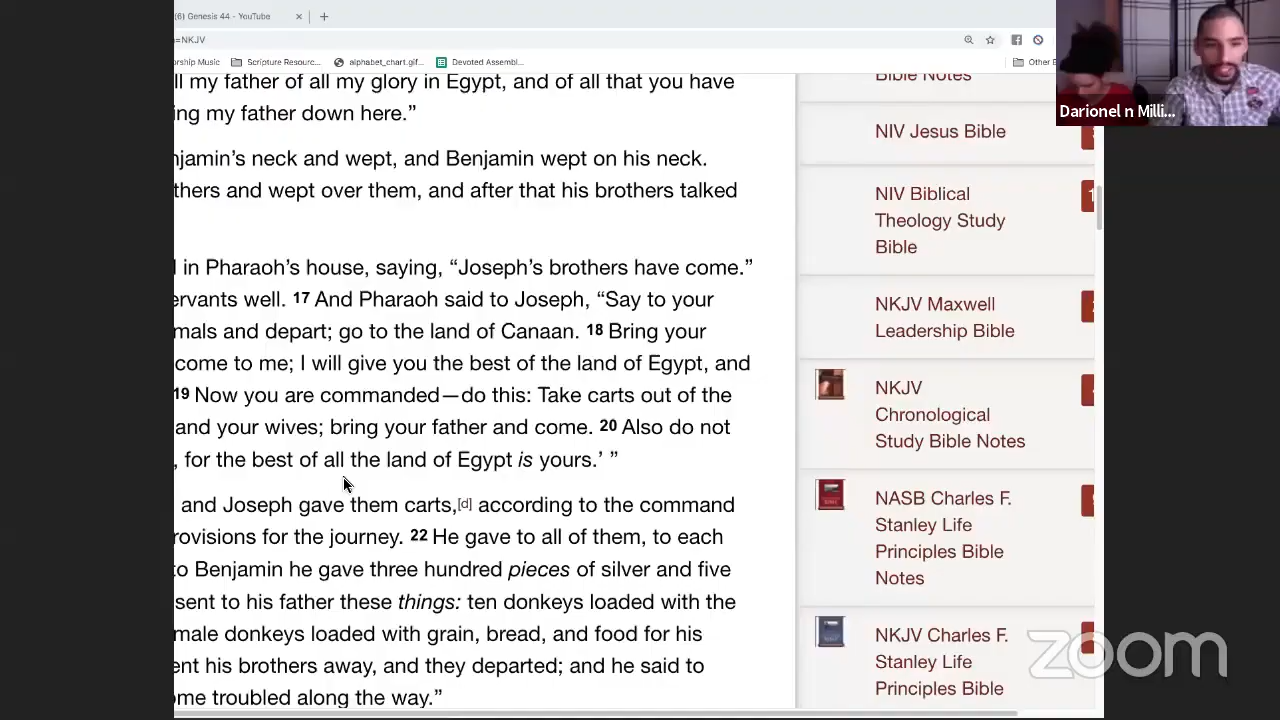 (6) Genesis 44 - YouTube
=NKJV
orship Music
Scripture Resourc...
alphabet_chart.gif...
Devoted Assembl...
Other B
Darionel n Milli...
ll my father of all my glory in Egypt, and of all that you have
ing my father down here.”
njamin’s neck and wept, and Benjamin wept on his neck.
thers and wept over them, and after that his brothers talked
l in Pharaoh’s house, saying, “Joseph’s brothers have come.”
ervants well. 17 And Pharaoh said to Joseph, “Say to your
mals and depart; go to the land of Canaan. 18 Bring your
come to me; I will give you the best of the land of Egypt, and
19 Now you are commanded—do this: Take carts out of the
and your wives; bring your father and come. 20 Also do not
, for the best of all the land of Egypt is yours.’ ”
and Joseph gave them carts,[d] according to the command
rovisions for the journey. 22 He gave to all of them, to each
to Benjamin he gave three hundred pieces of silver and five
sent to his father these things: ten donkeys loaded with the
male donkeys loaded with grain, bread, and food for his
ent his brothers away, and they departed; and he said to
ome troubled along the way.”
Bible Notes
NIV Jesus Bible
NIV Biblical
Theology Study
Bible
NKJV Maxwell
Leadership Bible
NKJV
Chronological
Study Bible Notes
NASB Charles F.
Stanley Life
Principles Bible
Notes
NKJV Charles F.
Stanley Life
Principles Bible
zoom